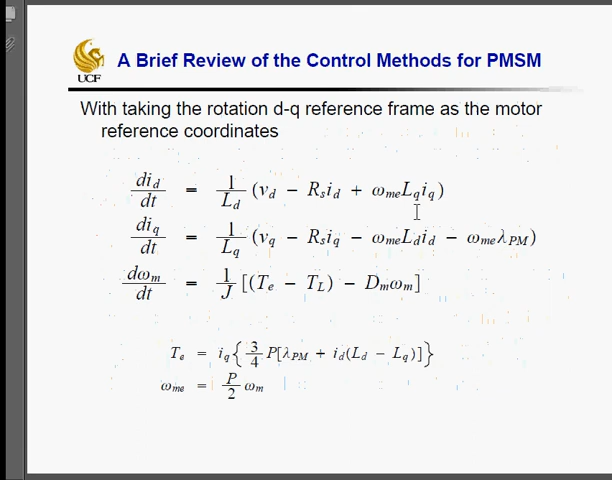 A Brief Review of the Control Methods for PMSM
UCF
With taking the rotation d-q reference frame as the motor
reference coordinates
di_d/dt = 1/L_d (v_d − R_s i_d + ω_me L_q i_q)
di_q/dt = 1/L_q (v_q − R_s i_q − ω_me L_d i_d − ω_me λ_PM)
dω_m/dt = 1/J [(T_e − T_L) − D_m ω_m]
T_e = i_q{3/4 P[λ_PM + i_d(L_d − L_q)]}
ω_me = P/2 ω_m